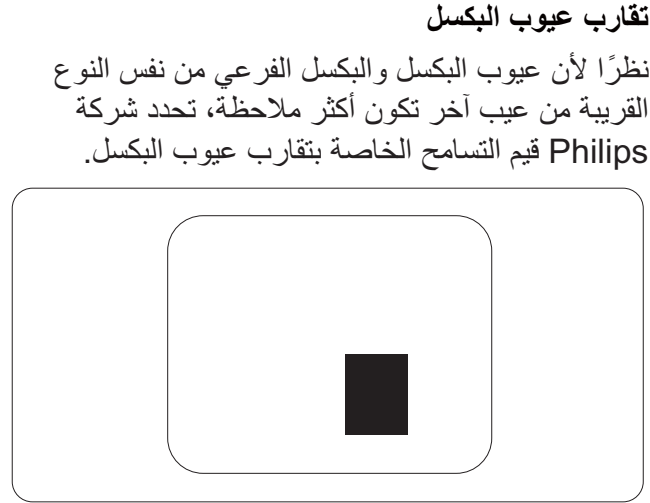 تقارب عيوب البكسل
نظرًا لأن عيوب البكسل والبكسل الفرعي من نفس النوع
القريبة من عيب آخر تكون أكثر ملاحظة، تحدد شركة
Philips قيم التسامح الخاصة بتقارب عيوب البكسل.